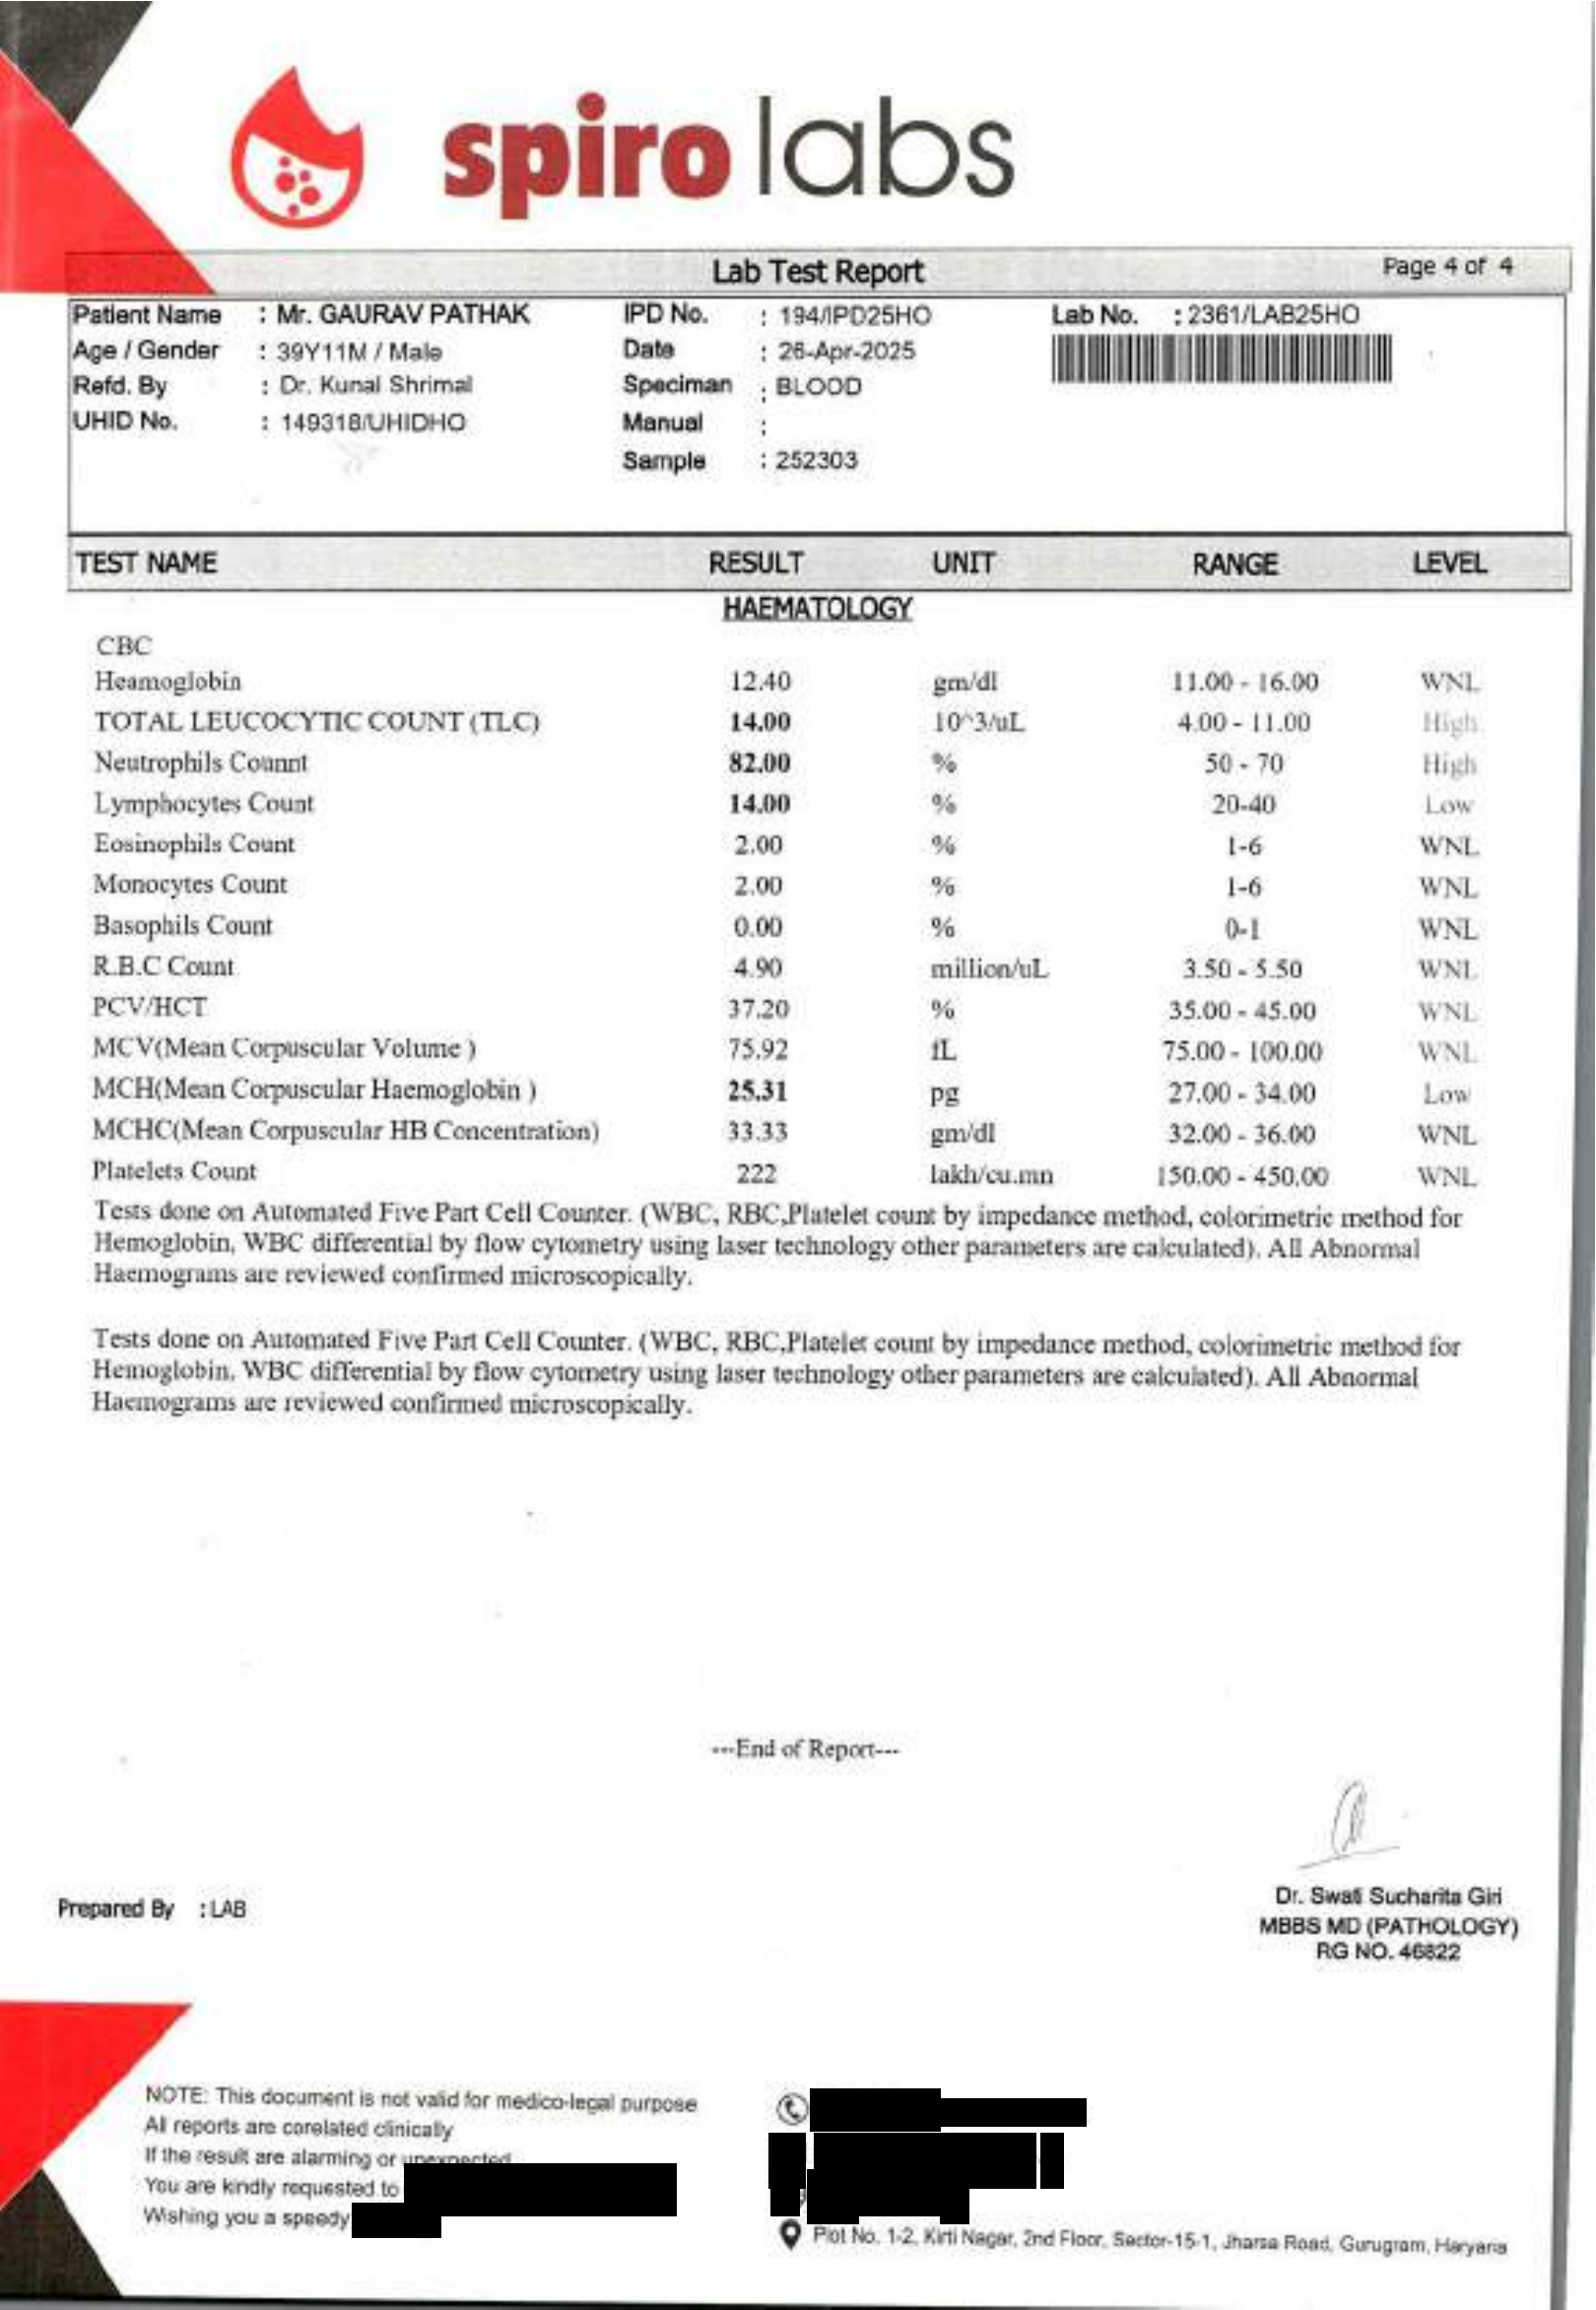 spiro labs
Lab Test Report Page 4 of 4
Patient Name : Mr. GAURAV PATHAK IPD No. : 194/IPD25HO Lab No. : 2361/LAB25HO
Age / Gender : 39Y11M / Male Date : 26-Apr-2025
Refd. By : Dr. Kunal Shrimal Speciman : BLOOD
UHID No. : 149318/UHIDHO Manual :
Sample : 252303
TEST NAME RESULT UNIT RANGE LEVEL
HAEMATOLOGY
CBC
Heamoglobin 12.40 gm/dl 11.00 - 16.00 WNL
TOTAL LEUCOCYTIC COUNT (TLC) 14.00 10^3/uL 4.00 - 11.00 High
Neutrophils Counnt 82.00 % 50 - 70 High
Lymphocytes Count 14.00 % 20-40 Low
Eosinophils Count 2.00 % 1-6 WNL
Monocytes Count 2.00 % 1-6 WNL
Basophils Count 0.00 % 0-1 WNL
R.B.C Count 4.90 million/uL 3.50 - 5.50 WNL
PCV/HCT 37.20 % 35.00 - 45.00 WNL
MCV(Mean Corpuscular Volume ) 75.92 fL 75.00 - 100.00 WNL
MCH(Mean Corpuscular Haemoglobin ) 25.31 pg 27.00 - 34.00 Low
MCHC(Mean Corpuscular HB Concentration) 33.33 gm/dl 32.00 - 36.00 WNL
Platelets Count 222 lakh/cu.mn 150.00 - 450.00 WNL
Tests done on Automated Five Part Cell Counter. (WBC, RBC,Platelet count by impedance method, colorimetric method for
Hemoglobin, WBC differential by flow cytometry using laser technology other parameters are calculated). All Abnormal
Haemograms are reviewed confirmed microscopically.
Tests done on Automated Five Part Cell Counter. (WBC, RBC,Platelet count by impedance method, colorimetric method for
Hemoglobin, WBC differential by flow cytometry using laser technology other parameters are calculated). All Abnormal
Haemograms are reviewed confirmed microscopically.
---End of Report---
Prepared By : LAB
Dr. Swati Sucharita Giri
MBBS MD (PATHOLOGY)
RG NO. 46822
NOTE: This document is not valid for medico-legal purpose
All reports are corelated clinically
If the result are alarming or unexpected
You are kindly requested to
Wishing you a speedy
Plot No. 1-2, Kirti Nagar, 2nd Floor, Sector-15-1, Jharsa Road, Gurugram, Haryana